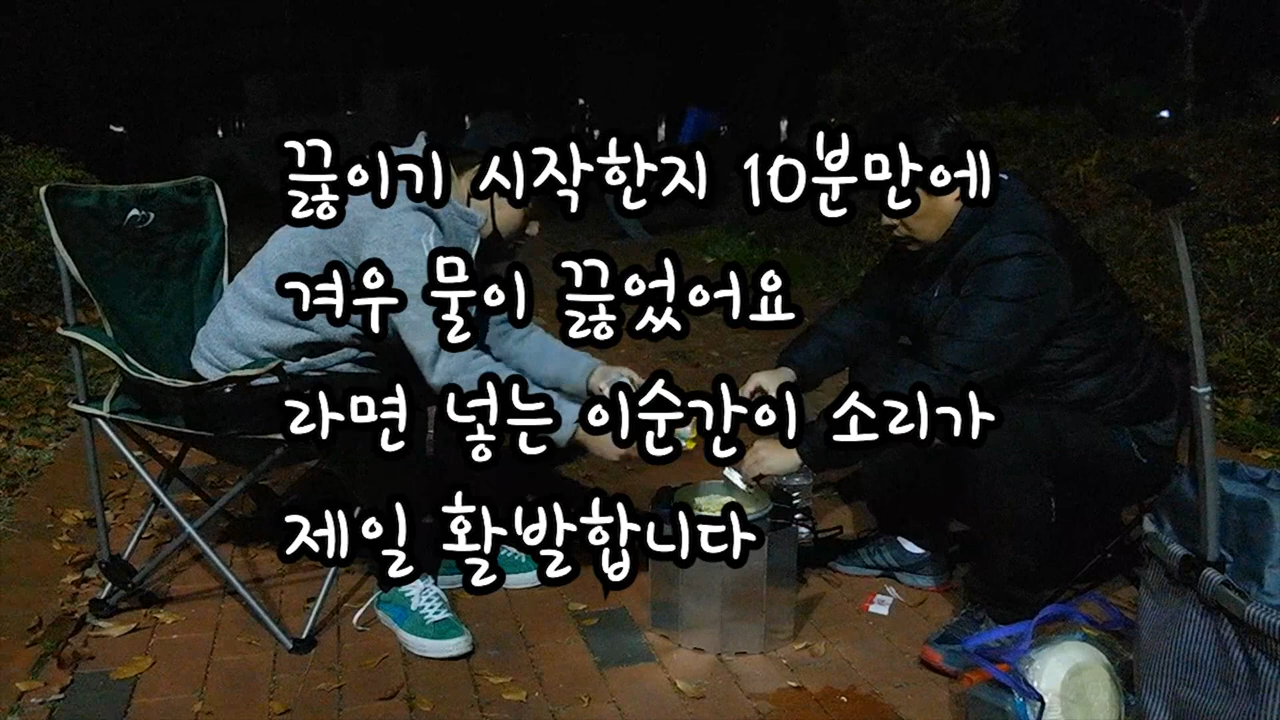 끓이기 시작한지 10분만에
겨우 물이 끓었어요
라면 넣는 이순간이 소리가
제일 활발합니다